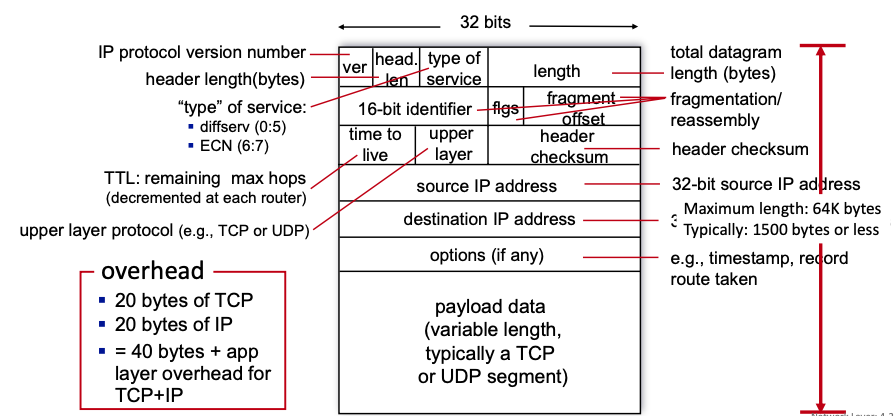 32 bits
IP protocol version number
header length(bytes)
“type” of service:
▪ diffserv (0:5)
▪ ECN (6:7)
TTL: remaining max hops
(decremented at each router)
upper layer protocol (e.g., TCP or UDP)
ver
head.
len
type of
service
length
16-bit identifier
flgs
fragment
offset
time to
live
upper
layer
header
checksum
source IP address
destination IP address
options (if any)
payload data
(variable length,
typically a TCP
or UDP segment)
total datagram
length (bytes)
fragmentation/
reassembly
header checksum
32-bit source IP address
Maximum length: 64K bytes
Typically: 1500 bytes or less
e.g., timestamp, record
route taken
overhead
▪ 20 bytes of TCP
▪ 20 bytes of IP
▪ = 40 bytes + app
layer overhead for
TCP+IP